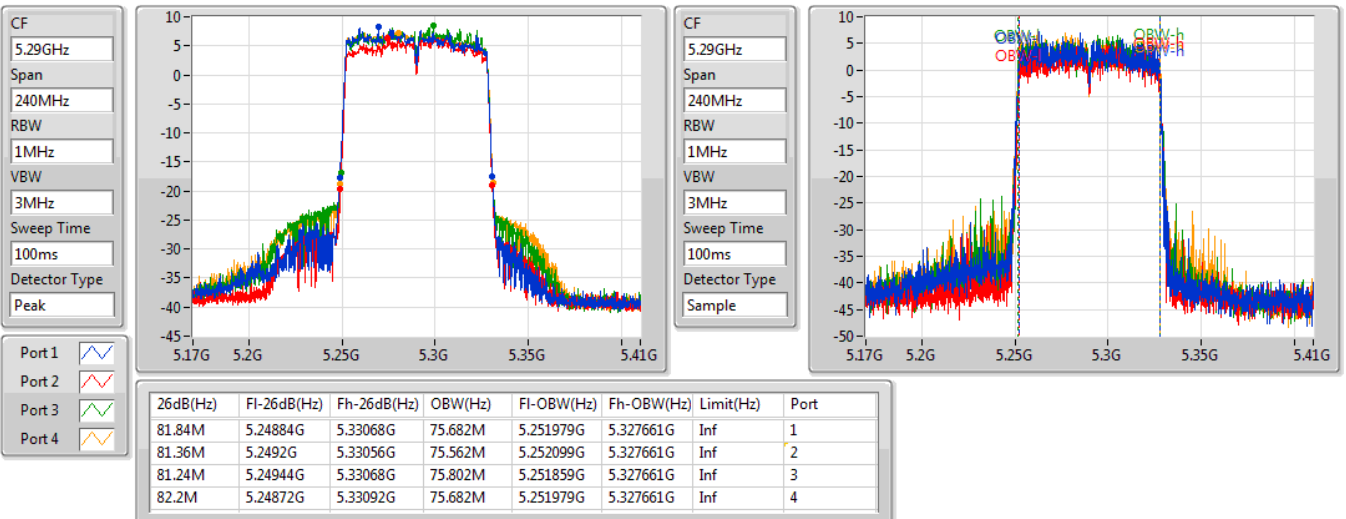 CF
5.29GHz
Span
240MHz
RBW
1MHz
VBW
3MHz
Sweep Time
100ms
Detector Type
Peak
Port 1
Port 2
Port 3
Port 4
10
5
0
-5
-10
-15
-20
-25
-30
-35
-40
-45
5.17G 5.2G 5.25G 5.3G 5.35G 5.41G
CF
5.29GHz
Span
240MHz
RBW
1MHz
VBW
3MHz
Sweep Time
100ms
Detector Type
Sample
10
5
0
-5
-10
-15
-20
-25
-30
-35
-40
-45
-50
5.17G 5.2G 5.25G 5.3G 5.35G 5.41G
OBW-h
OBW-h
26dB(Hz) Fl-26dB(Hz) Fh-26dB(Hz) OBW(Hz) Fl-OBW(Hz) Fh-OBW(Hz) Limit(Hz) Port
81.84M 5.24884G 5.33068G 75.682M 5.251979G 5.327661G Inf 1
81.36M 5.2492G 5.33056G 75.562M 5.252099G 5.327661G Inf 2
81.24M 5.24944G 5.33068G 75.802M 5.251859G 5.327661G Inf 3
82.2M 5.24872G 5.33092G 75.682M 5.251979G 5.327661G Inf 4